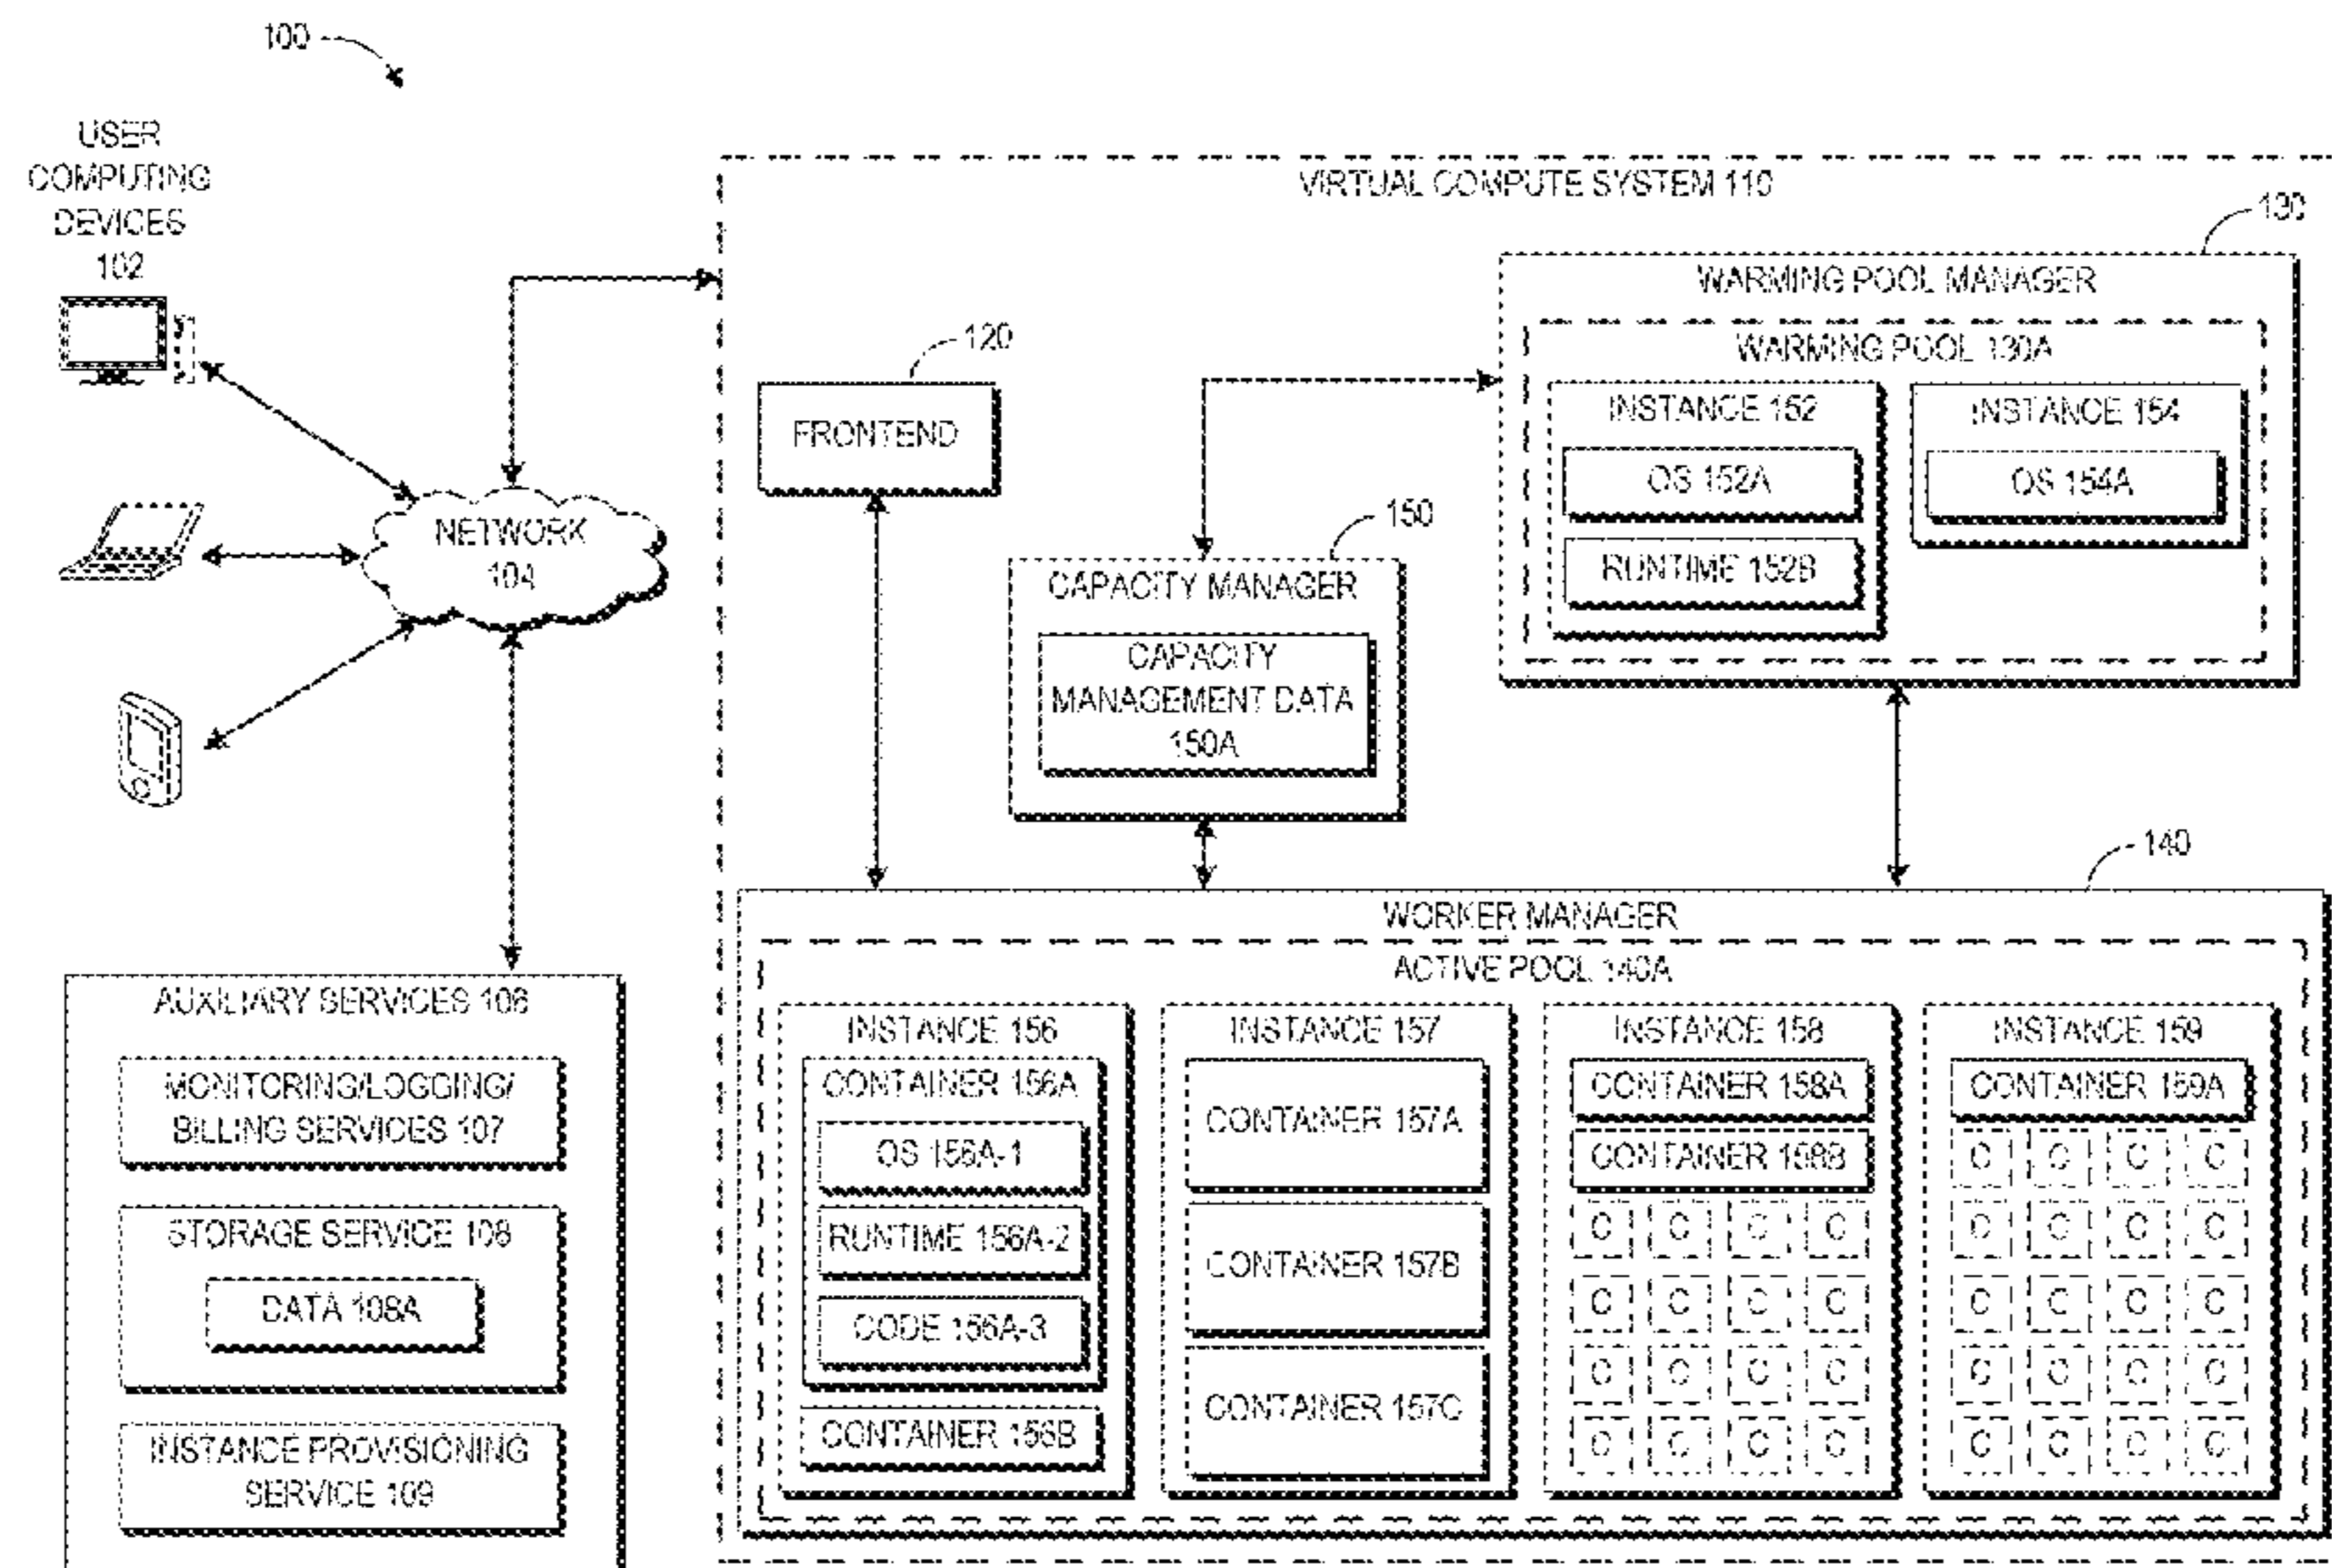 100
USER
COMPUTING
DEVICES
102
VIRTUAL COMPUTE SYSTEM 110
130
WARMING POOL MANAGER
WARMING POOL 130A
INSTANCE 152
OS 152A
RUNTIME 152B
INSTANCE 154
OS 154A
120
FRONTEND
NETWORK
104
150
CAPACITY MANAGER
CAPACITY
MANAGEMENT DATA
150A
140
WORKER MANAGER
ACTIVE POOL 140A
INSTANCE 156
CONTAINER 156A
OS 156A-1
RUNTIME 156A-2
CODE 156A-3
CONTAINER 156B
INSTANCE 157
CONTAINER 157A
CONTAINER 157B
CONTAINER 157C
INSTANCE 158
CONTAINER 158A
CONTAINER 158B
C C C C
C C C C
C C C C
C C C C
INSTANCE 159
CONTAINER 159A
C C C C
C C C C
C C C C
C C C C
C C C C
AUXILIARY SERVICES 106
MONITORING/LOGGING/
BILLING SERVICES 107
STORAGE SERVICE 108
DATA 108A
INSTANCE PROVISIONING
SERVICE 109